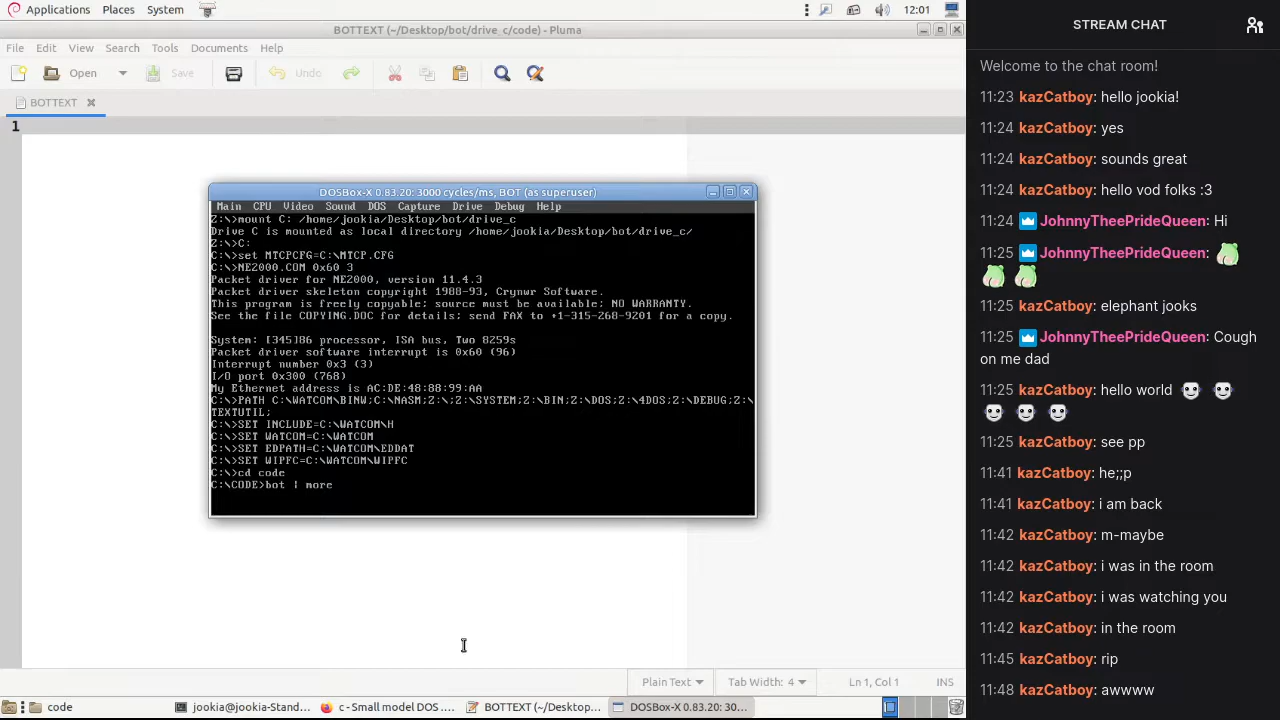 Applications Places System 12:01
BOTTEXT (~/Desktop/bot/drive_c/code) - Pluma
File Edit View Search Tools Documents Help
Open Save Undo
BOTTEXT
1
DOSBox-X 0.83.20: 3000 cycles/ms, BOT (as superuser)
Main CPU Video Sound DOS Capture Drive Debug Help
Z:\>mount C: /home/jookia/Desktop/bot/drive_c
Drive C is mounted as local directory /home/jookia/Desktop/bot/drive_c/
Z:\>C:
C:\>set MTCPCFG=C:\MTCP.CFG
C:\>NE2000.COM 0x60 3
Packet driver for NE2000, version 11.4.3
Packet driver skeleton copyright 1988-93, Crynwr Software.
This program is freely copyable; source must be available; NO WARRANTY.
See the file COPYING.DOC for details; send FAX to +1-315-268-9201 for a copy.
System: [345]86 processor, ISA bus, Two 8259s
Packet driver software interrupt is 0x60 (96)
Interrupt number 0x3 (3)
I/O port 0x300 (768)
My Ethernet address is AC:DE:48:88:99:AA
C:\>PATH C:\WATCOM\BINW;C:\NASM;Z:\;Z:\SYSTEM;Z:\BIN;Z:\DOS;Z:\4DOS;Z:\DEBUG;Z:\
TEXTUTIL;
C:\>SET INCLUDE=C:\WATCOM\H
C:\>SET WATCOM=C:\WATCOM
C:\>SET EDPATH=C:\WATCOM\EDDAT
C:\>SET WIPFC=C:\WATCOM\WIPFC
C:\>cd code
C:\CODE>bot | more
Plain Text Tab Width: 4 Ln 1, Col 1 INS
code jookia@jookia-Stand... c - Small model DOS ... BOTTEXT (~/Desktop... DOSBox-X 0.83.20: 30...
STREAM CHAT
Welcome to the chat room!
11:23 kazCatboy: hello jookia!
11:24 kazCatboy: yes
11:24 kazCatboy: sounds great
11:24 kazCatboy: hello vod folks :3
11:24 JohnnyTheePrideQueen: Hi
11:25 JohnnyTheePrideQueen:
11:25 kazCatboy: elephant jooks
11:25 JohnnyTheePrideQueen: Cough
on me dad
11:25 kazCatboy: hello world
11:25 kazCatboy: see pp
11:41 kazCatboy: he;;p
11:41 kazCatboy: i am back
11:42 kazCatboy: m-maybe
11:42 kazCatboy: i was in the room
11:42 kazCatboy: i was watching you
11:42 kazCatboy: in the room
11:45 kazCatboy: rip
11:48 kazCatboy: awwww